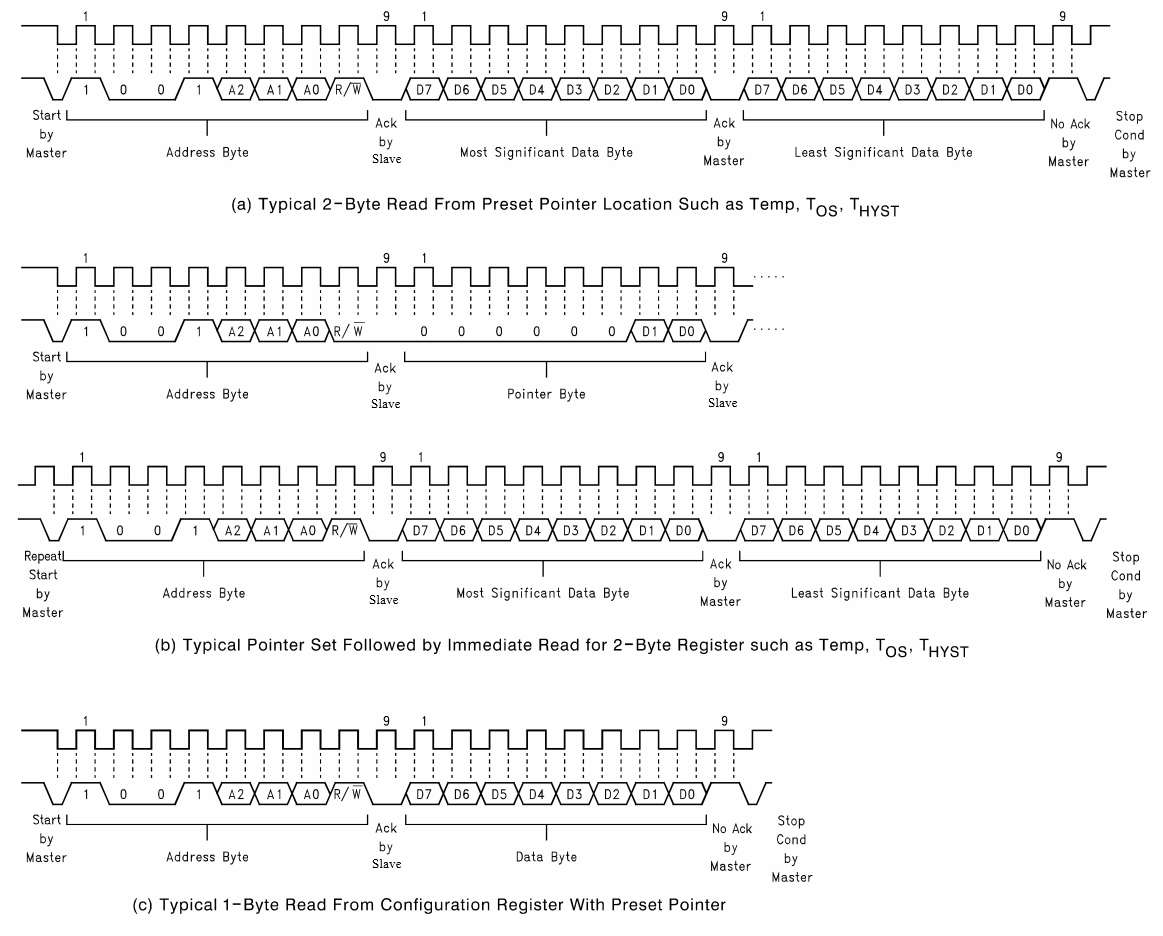 1 9 1 9 1 9
1 0 0 1 A2 A1 A0 R/W D7 D6 D5 D4 D3 D2 D1 D0 D7 D6 D5 D4 D3 D2 D1 D0
Start
by
Master
Address Byte
Ack
by
Slave
Most Significant Data Byte
Ack
by
Master
Least Significant Data Byte
No Ack
by
Master
Stop
Cond
by
Master
(a) Typical 2−Byte Read From Preset Pointer Location Such as Temp, TOS, THYST
1 9 1 9
1 0 0 1 A2 A1 A0 R/W 0 0 0 0 0 0 D1 D0
Start
by
Master
Address Byte
Ack
by
Slave
Pointer Byte
Ack
by
Slave
1 9 1 9 1 9
1 0 0 1 A2 A1 A0 R/W D7 D6 D5 D4 D3 D2 D1 D0 D7 D6 D5 D4 D3 D2 D1 D0
Repeat
Start
by
Master
Address Byte
Ack
by
Slave
Most Significant Data Byte
Ack
by
Master
Least Significant Data Byte
No Ack
by
Master
Stop
Cond
by
Master
(b) Typical Pointer Set Followed by Immediate Read for 2−Byte Register such as Temp, TOS, THYST
1 9 1 9
1 0 0 1 A2 A1 A0 R/W D7 D6 D5 D4 D3 D2 D1 D0
Start
by
Master
Address Byte
Ack
by
Slave
Data Byte
No Ack
by
Master
Stop
Cond
by
Master
(c) Typical 1−Byte Read From Configuration Register With Preset Pointer